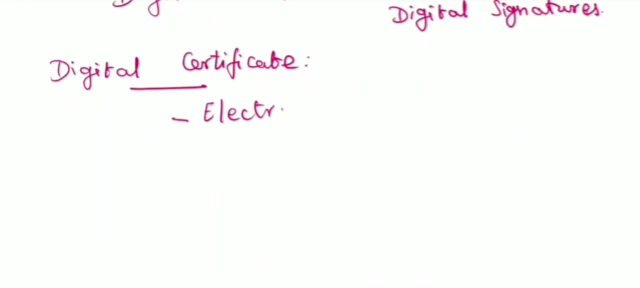 Digital Signatures.
Digital Certificate:
- Electr.